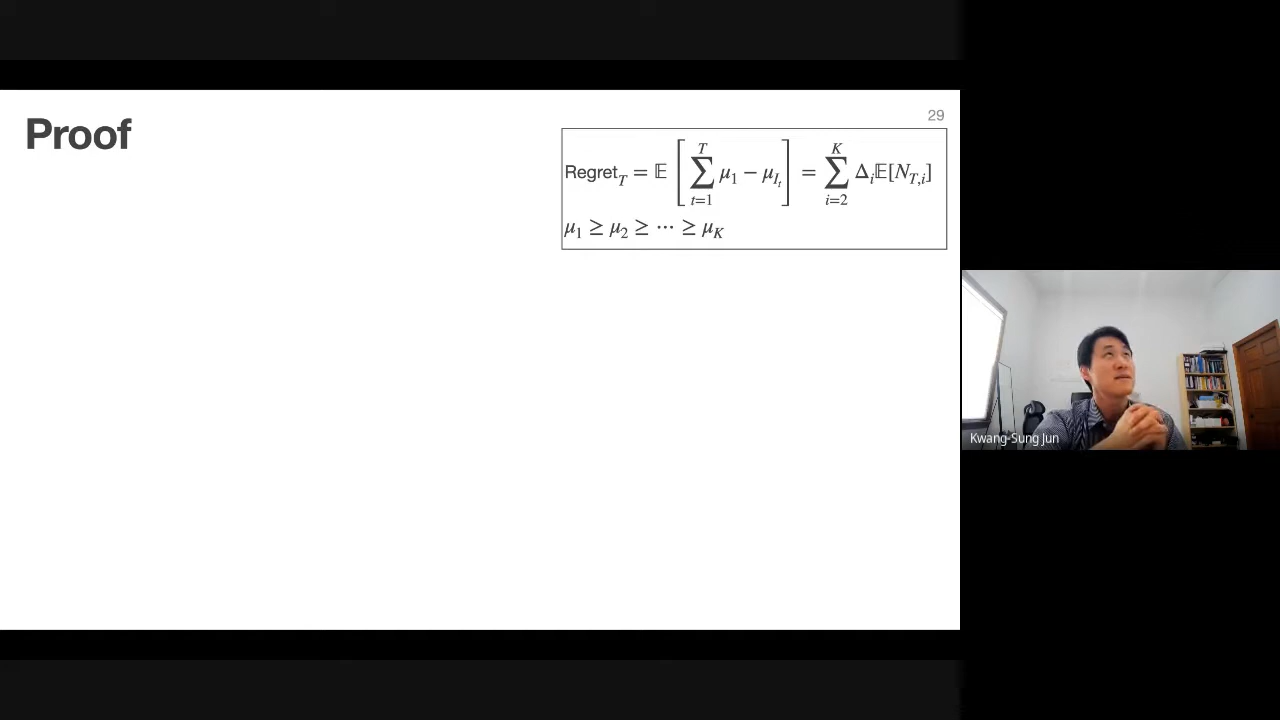 Proof
29
Regret_T = 𝔼 [ ∑_{t=1}^{T} μ_1 − μ_{I_t} ] = ∑_{i=2}^{K} Δ_i 𝔼[N_{T,i}]
μ_1 ≥ μ_2 ≥ ⋯ ≥ μ_K
Kwang-Sung Jun